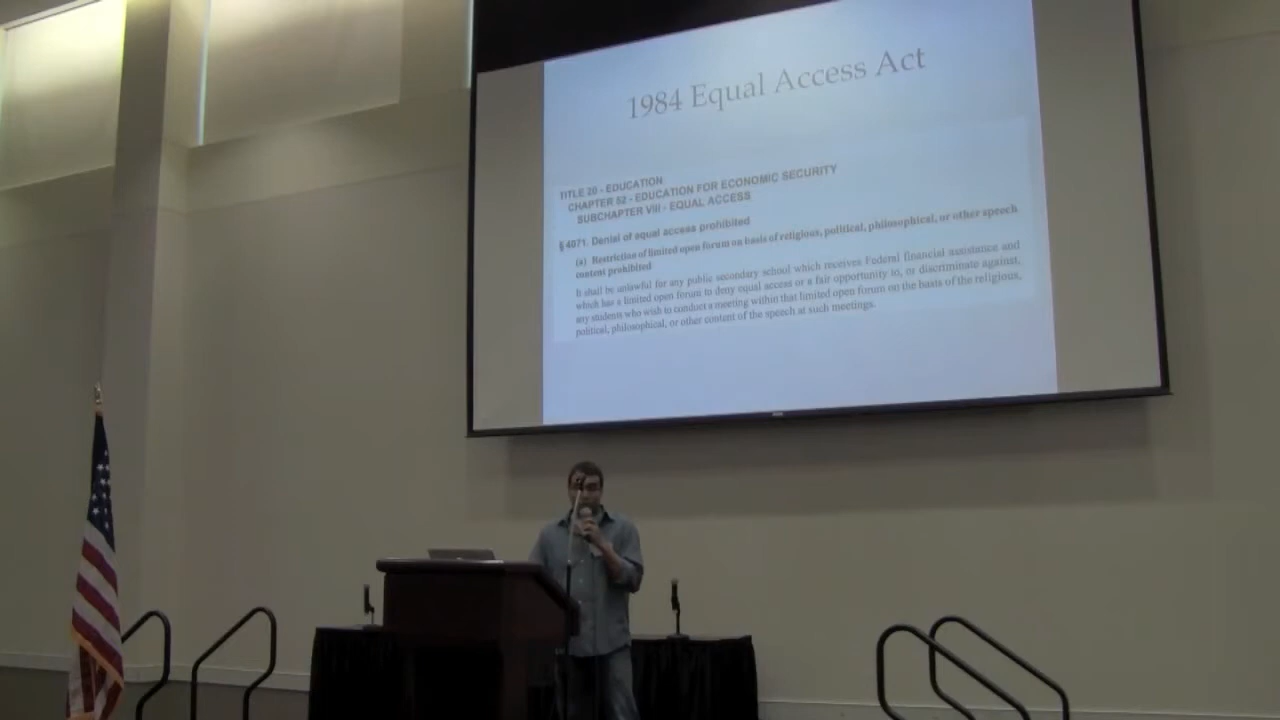 1984 Equal Access Act
TITLE 20 - EDUCATION
CHAPTER 52 - EDUCATION FOR ECONOMIC SECURITY
SUBCHAPTER VIII - EQUAL ACCESS
§ 4071. Denial of equal access prohibited
(a) Restriction of limited open forum on basis of religious, political, philosophical, or other speech
content prohibited
It shall be unlawful for any public secondary school which receives Federal financial assistance and
which has a limited open forum to deny equal access or a fair opportunity to, or discriminate against,
any students who wish to conduct a meeting within that limited open forum on the basis of the religious,
political, philosophical, or other content of the speech at such meetings.